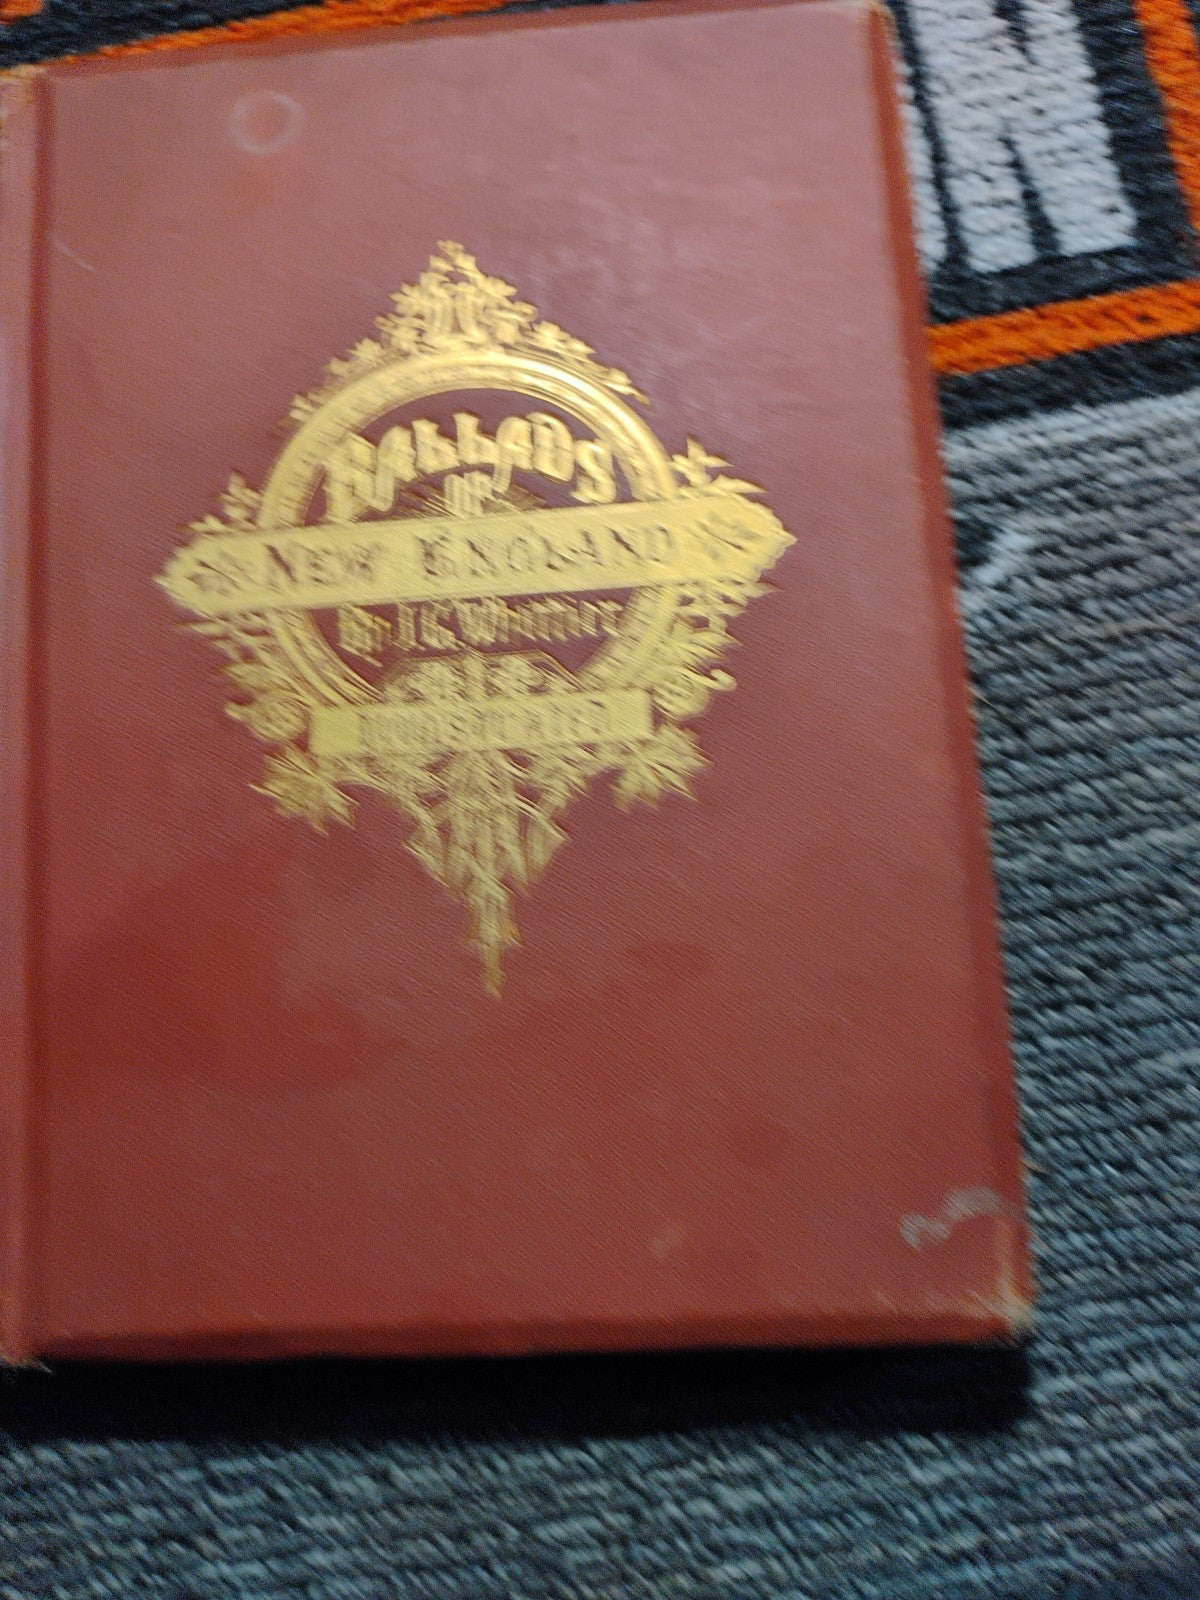 BALLADS
OF
NEW ENGLAND
By J.G. Whittier
ILLUSTRATED